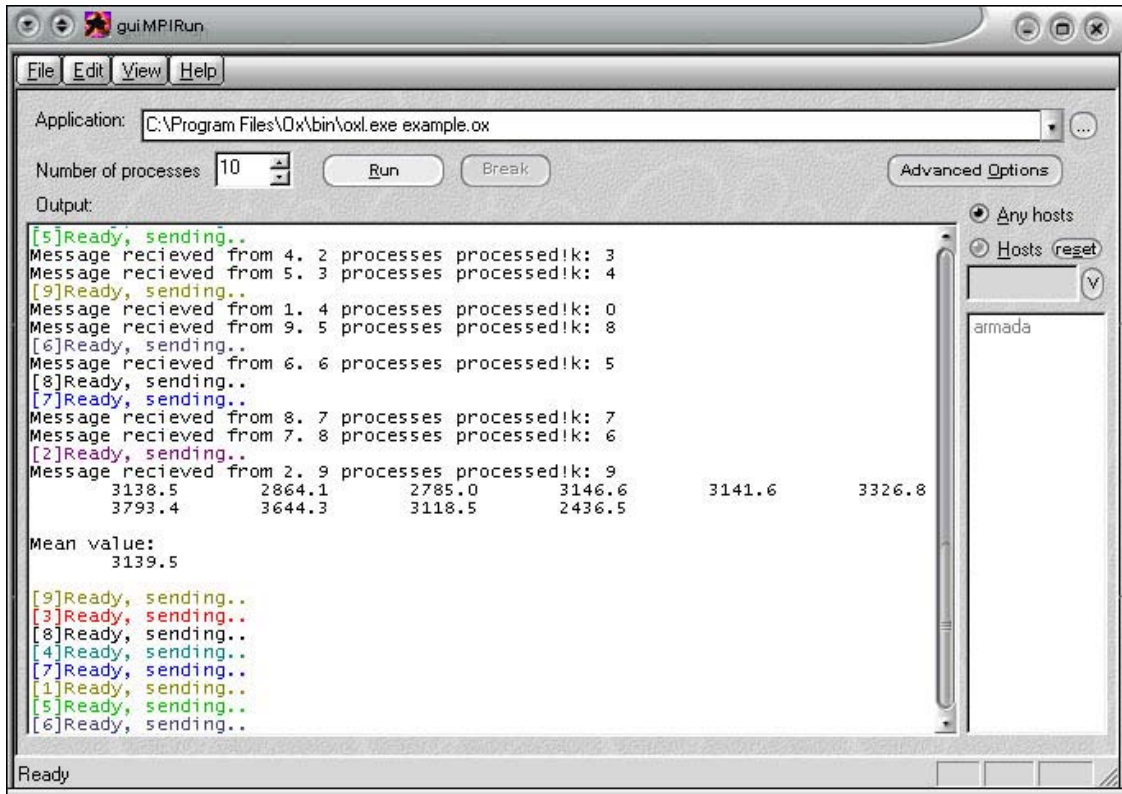 guiMPIRun
File Edit View Help
Application: C:\Program Files\Ox\bin\oxl.exe example.ox ...
Number of processes 10 Run Break Advanced Options
Output:
Any hosts
Hosts reset
V
armada
[5]Ready, sending..
Message recieved from 4. 2 processes processed!k: 3
Message recieved from 5. 3 processes processed!k: 4
[9]Ready, sending..
Message recieved from 1. 4 processes processed!k: 0
Message recieved from 9. 5 processes processed!k: 8
[6]Ready, sending..
Message recieved from 6. 6 processes processed!k: 5
[8]Ready, sending..
[7]Ready, sending..
Message recieved from 8. 7 processes processed!k: 7
Message recieved from 7. 8 processes processed!k: 6
[2]Ready, sending..
Message recieved from 2. 9 processes processed!k: 9
3138.5 2864.1 2785.0 3146.6 3141.6 3326.8
3793.4 3644.3 3118.5 2436.5
Mean value:
3139.5
[9]Ready, sending..
[3]Ready, sending..
[8]Ready, sending..
[4]Ready, sending..
[7]Ready, sending..
[1]Ready, sending..
[5]Ready, sending..
[6]Ready, sending..
Ready